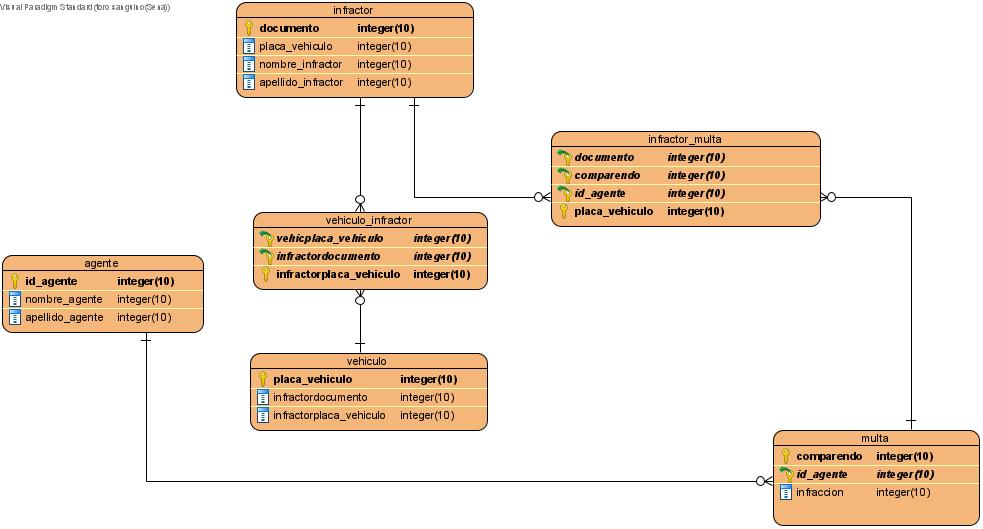 Visual Paradigm Standard (toro sanguino(Sena))
infractor
documento integer(10)
placa_vehiculo integer(10)
nombre_infractor integer(10)
apellido_infractor integer(10)
infractor_multa
documento integer(10)
comparendo integer(10)
id_agente integer(10)
placa_vehiculo integer(10)
vehiculo_infractor
vehicplaca_vehiculo integer(10)
infractordocumento integer(10)
infractorplaca_vehiculo integer(10)
agente
id_agente integer(10)
nombre_agente integer(10)
apellido_agente integer(10)
vehiculo
placa_vehiculo integer(10)
infractordocumento integer(10)
infractorplaca_vehiculo integer(10)
multa
comparendo integer(10)
id_agente integer(10)
infraccion integer(10)